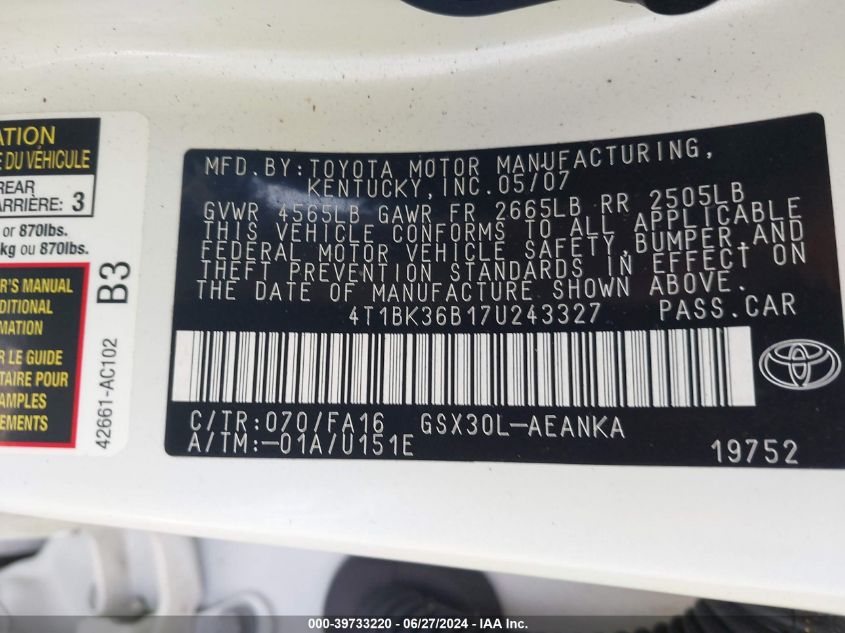 ATION
E DU VÉHICULE
REAR
ARRIÈRE: 3
or 870lbs.
kg ou 870lbs.
R'S MANUAL
DDITIONAL
MATION
R LE GUIDE
TAIRE POUR
AMPLES
EMENTS
B3
42661-AC102
MFD.BY:TOYOTA MOTOR MANUFACTURING,
KENTUCKY,INC.05/07
GVWR 4565LB GAWR FR 2665LB RR 2505LB
THIS VEHICLE CONFORMS TO ALL APPLICABLE
FEDERAL MOTOR VEHICLE SAFETY,BUMPER,AND
THEFT PREVENTION STANDARDS IN EFFECT ON
THE DATE OF MANUFACTURE SHOWN ABOVE.
4T1BK36B17U243327 PASS.CAR
C/TR:070/FA16 GSX30L-AEANKA
A/TM:-01A/U151E
19752
000-39733220 - 06/27/2024 - IAA Inc.